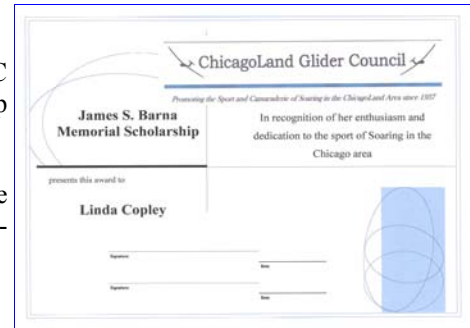 ChicagoLand Glider Council
Promoting the Sport and Camaraderie of Soaring in the ChicagoLand Area since 1937
James S. Barna
Memorial Scholarship
In recognition of her enthusiasm and
dedication to the sport of Soaring in the
Chicago area
presents this award to
Linda Copley
Signature
Date
Signature
Date